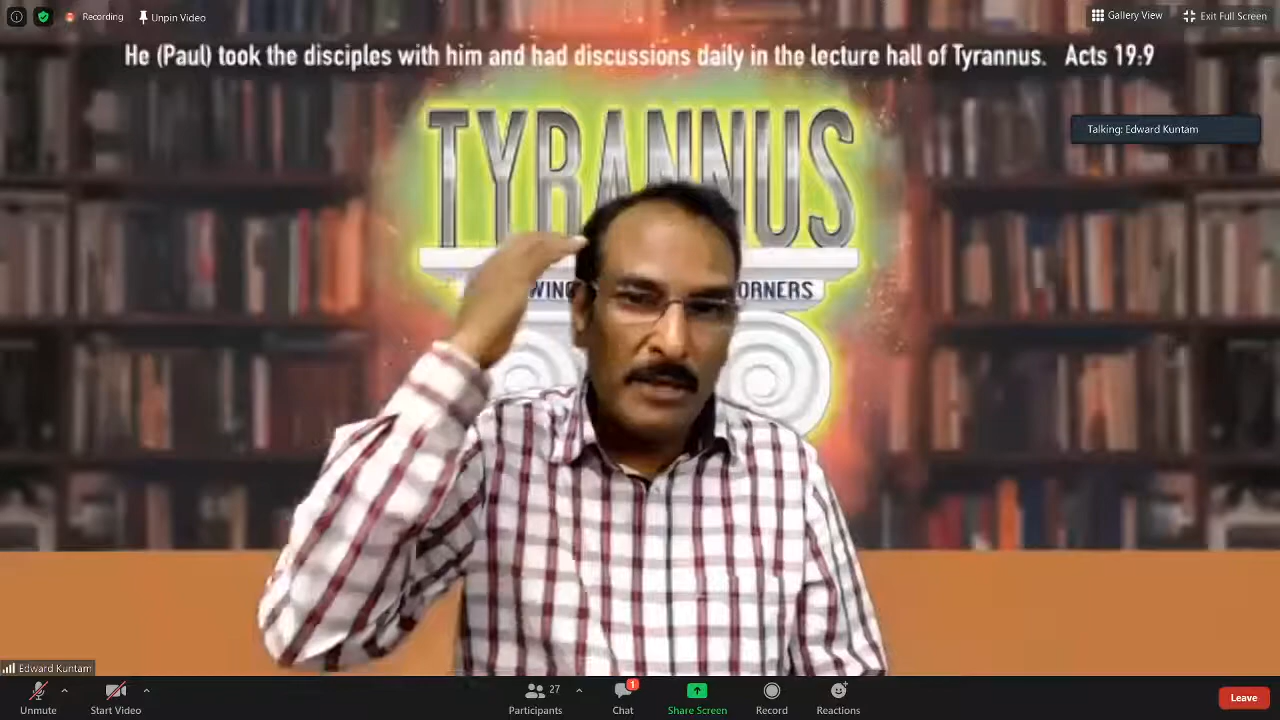 Recording
Unpin Video
Gallery View
Exit Full Screen
He (Paul) took the disciples with him and had discussions daily in the lecture hall of Tyrannus. Acts 19:9
Talking: Edward Kuntam
TYRANNUS
Edward Kuntam
Unmute
Start Video
27
Participants
1
Chat
Share Screen
Record
Reactions
Leave